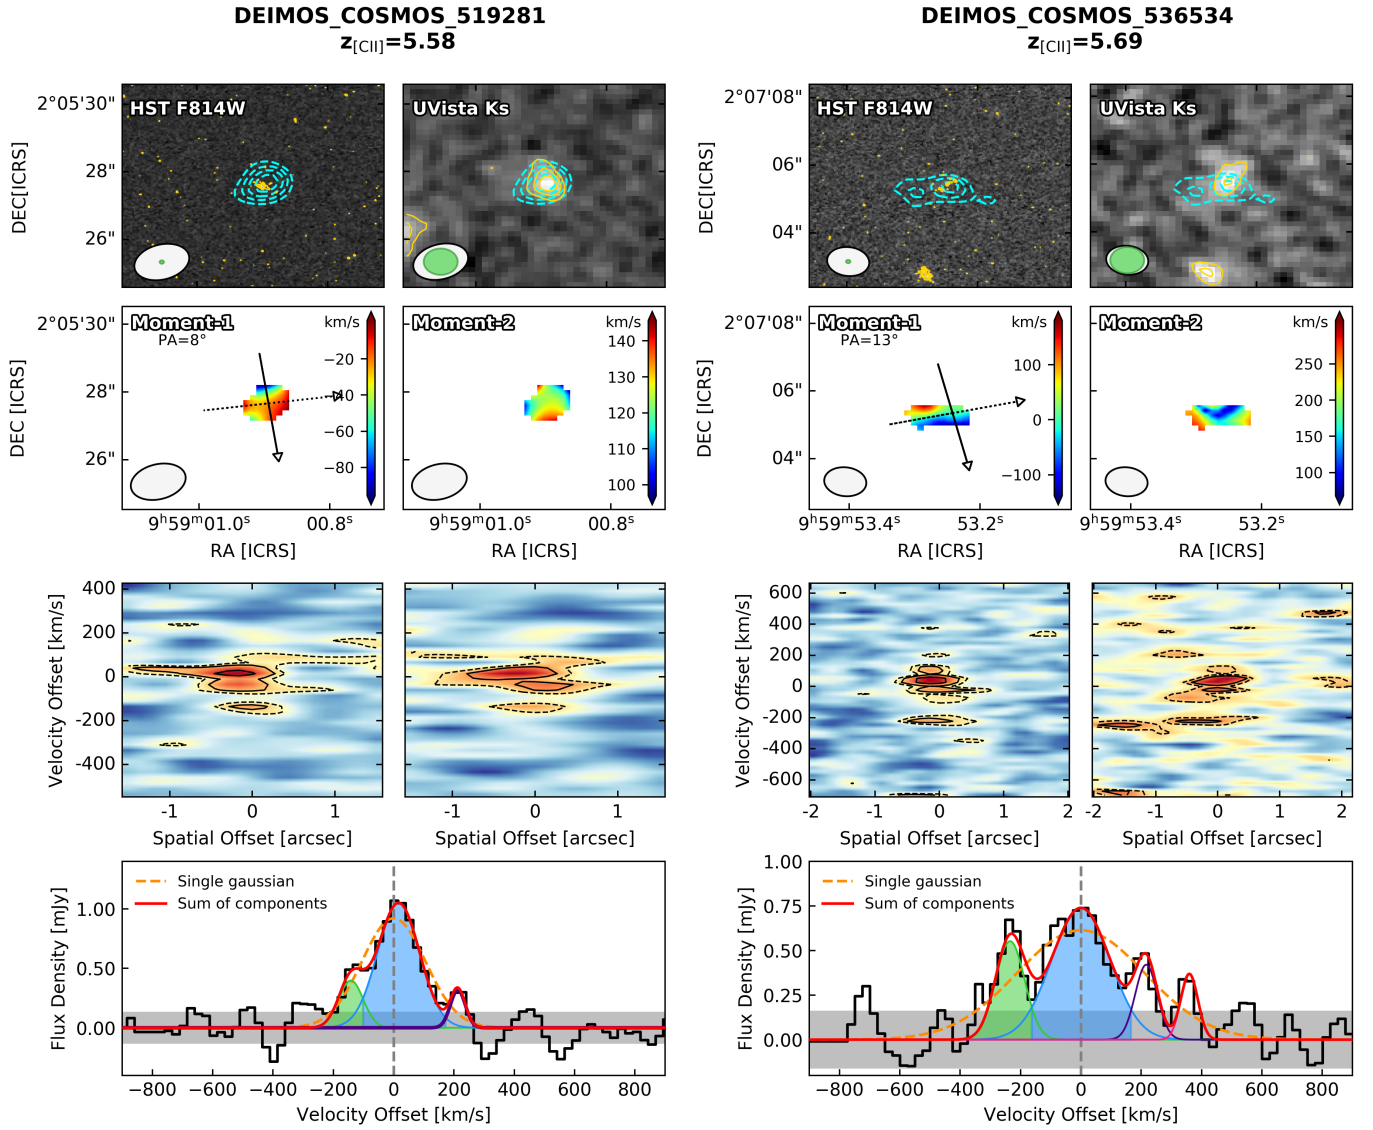 DEIMOS_COSMOS_519281
z[CII]=5.58
HST F814W
UVista Ks
2°05'30"
28"
26"
DEC[ICRS]
Moment-1
PA=8°
km/s
−20
−40
−60
−80
Moment-2
km/s
140
130
120
110
100
2°05'30"
28"
26"
DEC [ICRS]
9h59m01.0s
00.8s
9h59m01.0s
00.8s
RA [ICRS]
RA [ICRS]
400
200
0
-200
-400
Velocity Offset [km/s]
-1
0
1
-1
0
1
Spatial Offset [arcsec]
Spatial Offset [arcsec]
Single gaussian
Sum of components
1.00
0.50
0.00
Flux Density [mJy]
−800 −600 −400 −200 0 200 400 600 800
Velocity Offset [km/s]
DEIMOS_COSMOS_536534
z[CII]=5.69
HST F814W
UVista Ks
2°07'08"
06"
04"
DEC[ICRS]
Moment-1
PA=13°
km/s
100
0
−100
Moment-2
km/s
250
200
150
100
2°07'08"
06"
04"
DEC [ICRS]
9h59m53.4s
53.2s
9h59m53.4s
53.2s
RA [ICRS]
RA [ICRS]
600
400
200
0
-200
-400
-600
Velocity Offset [km/s]
-2
-1
0
1
2
-2
-1
0
1
2
Spatial Offset [arcsec]
Spatial Offset [arcsec]
Single gaussian
Sum of components
1.00
0.75
0.50
0.25
0.00
Flux Density [mJy]
−800 −600 −400 −200 0 200 400 600 800
Velocity Offset [km/s]